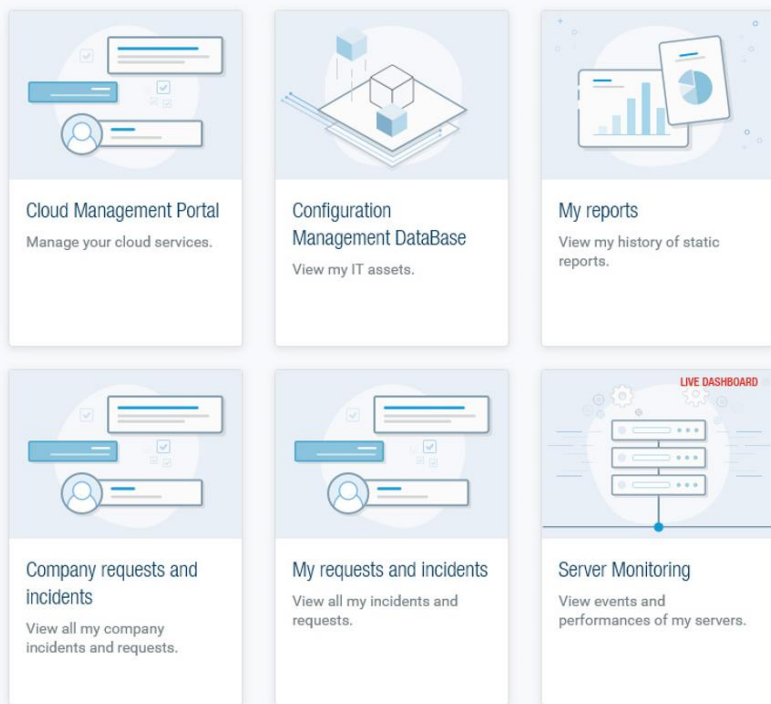 Cloud Management Portal
Manage your cloud services.
Configuration
Management DataBase
View my IT assets.
My reports
View my history of static
reports.
Company requests and
incidents
View all my company
incidents and requests.
My requests and incidents
View all my incidents and
requests.
LIVE DASHBOARD
Server Monitoring
View events and
performances of my servers.